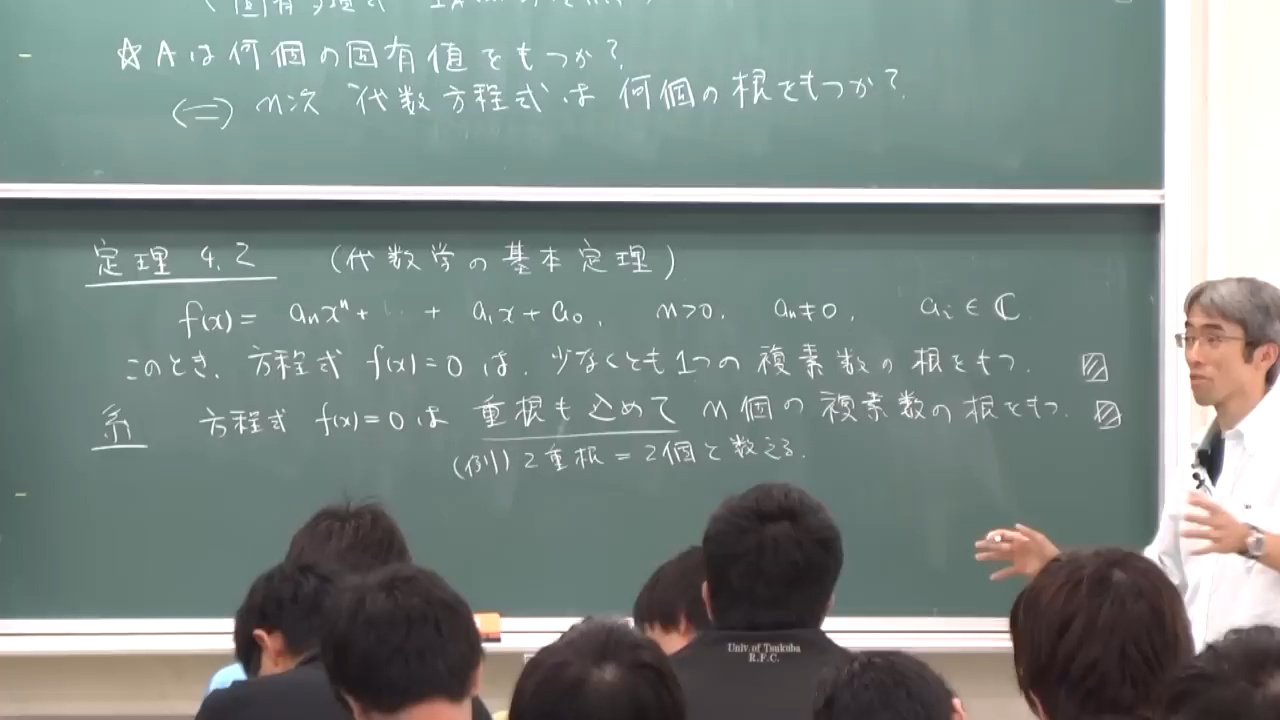 ☆ Aは何個の固有値をもつか?
⇔ n次 代数方程式は 何個の根をもつか?
定理 4.2 (代数学の基本定理)
f(x) = aₙxⁿ + ‥ + a₁x + a₀, n>0, aₙ≠0, aᵢ ∈ ℂ
このとき, 方程式 f(x)=0 は, 少なくとも1つの 複素数の 根をもつ.
系 方程式 f(x)=0 は 重根も込めて n個の 複素数の 根をもつ.
(例) 2重根 = 2個と数える.
Univ. of Tsukuba
R.F.C.